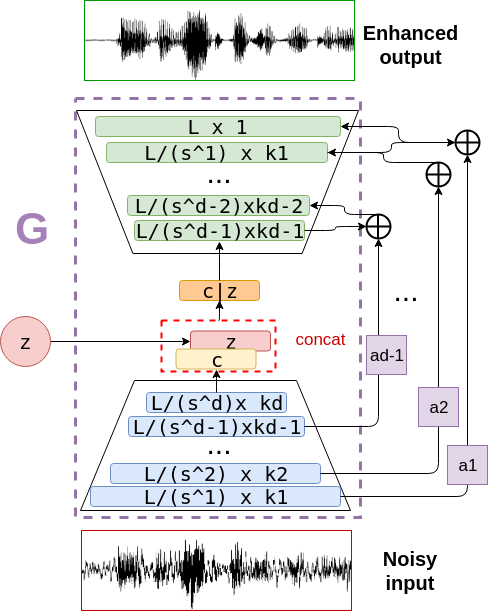 Enhanced
output
L x 1
L/(s^1) x k1
...
L/(s^d-2)xkd-2
L/(s^d-1)xkd-1
G
c|z
...
z
z
concat
c
ad-1
L/(s^d)x kd
a2
L/(s^d-1)xkd-1
...
a1
L/(s^2) x k2
L/(s^1) x k1
Noisy
input